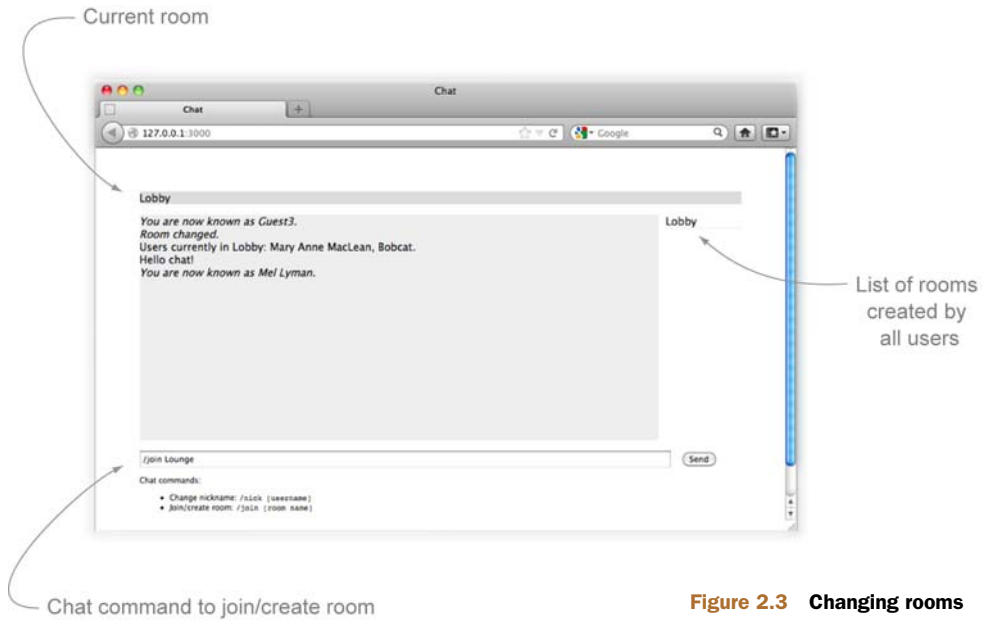 Current room
Chat
Chat
127.0.0.1:3000
Google
Lobby
You are now known as Guest3.
Room changed.
Users currently in Lobby: Mary Anne MacLean, Bobcat.
Hello chat!
You are now known as Mel Lyman.
Lobby
List of rooms
created by
all users
/join Lounge
Send
Chat commands:
• Change nickname: /nick [username]
• Join/create room: /join [room name]
Chat command to join/create room
Figure 2.3 Changing rooms